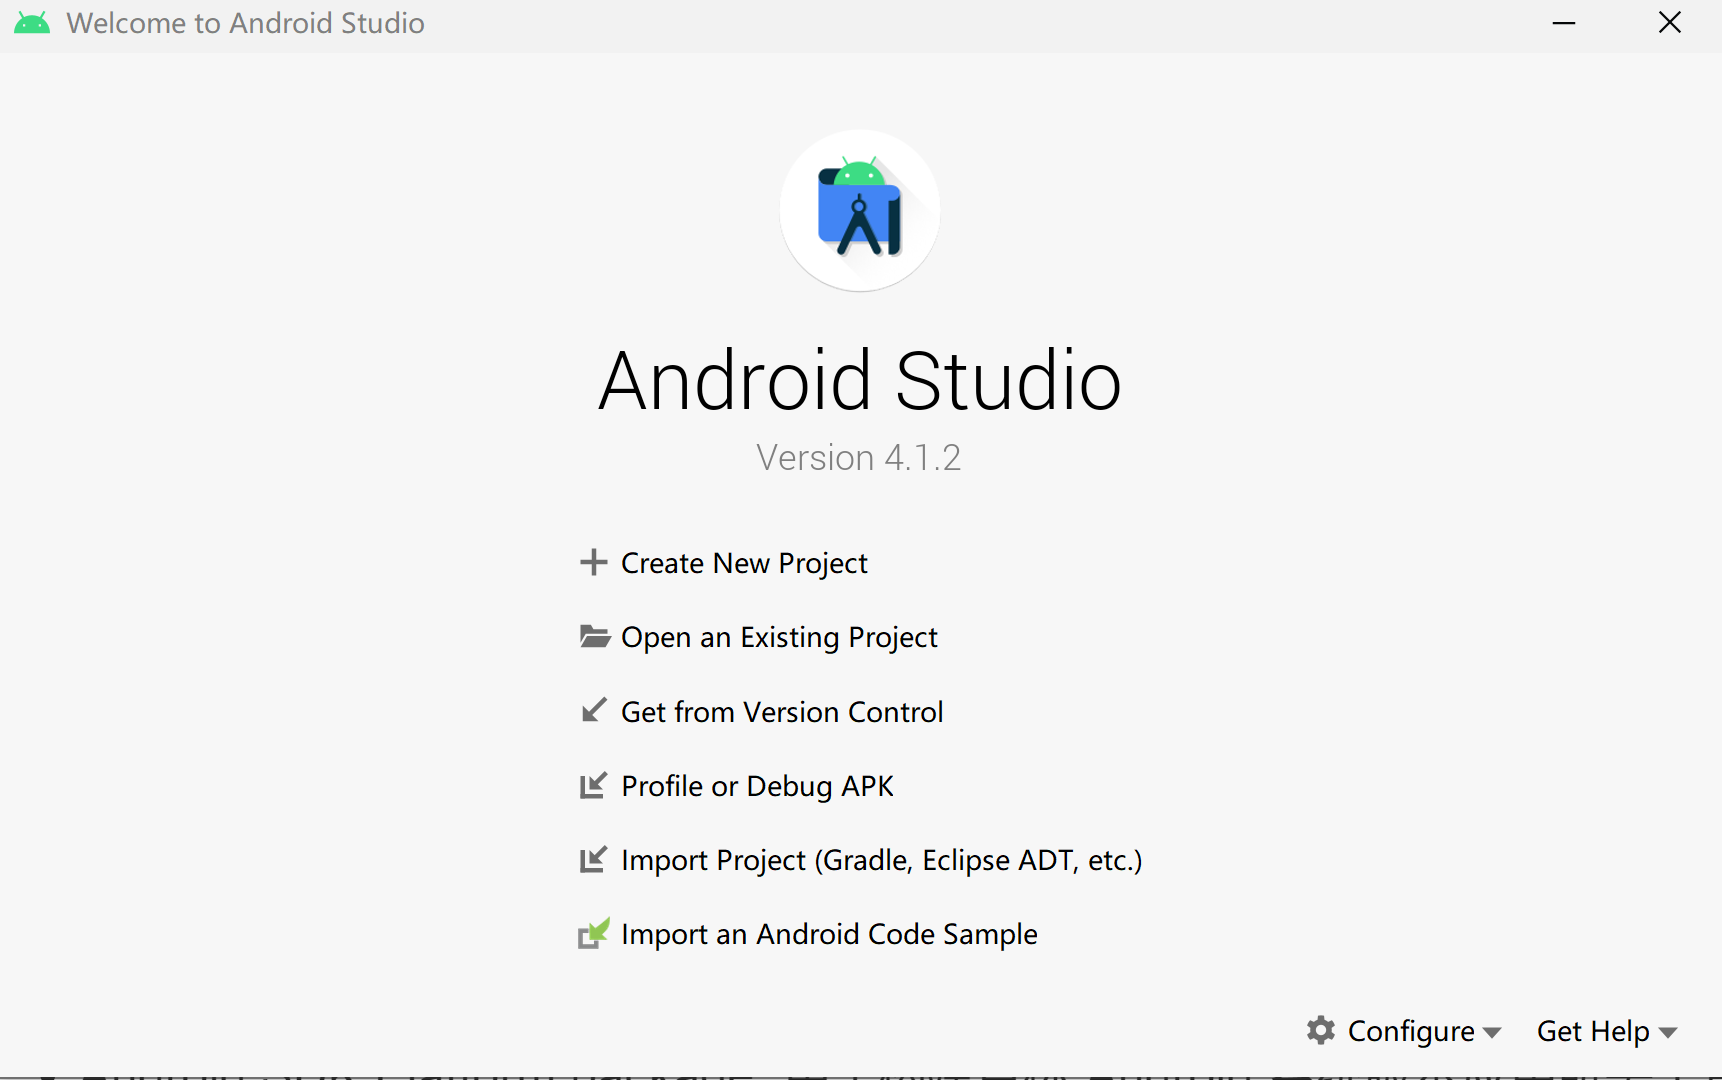 Welcome to Android Studio
Android Studio
Version 4.1.2
Create New Project
Open an Existing Project
Get from Version Control
Profile or Debug APK
Import Project (Gradle, Eclipse ADT, etc.)
Import an Android Code Sample
Configure
Get Help